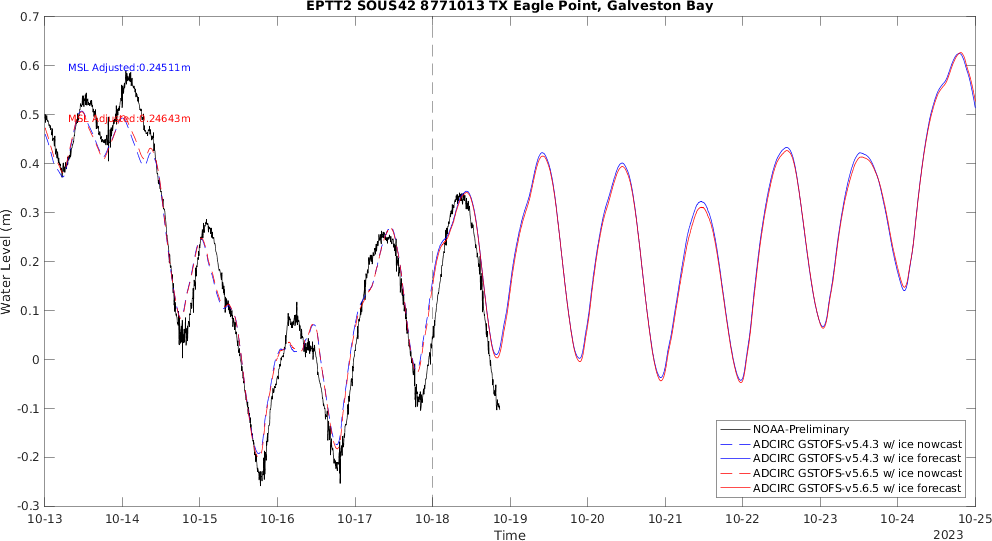 EPTT2 SOUS42 8771013 TX Eagle Point, Galveston Bay
0.7
0.6
0.5
0.4
0.3
0.2
0.1
0
-0.1
-0.2
-0.3
Water Level (m)
MSL Adjusted:0.24511m
MSL Adjusted:0.24643m
NOAA-Preliminary
ADCIRC GSTOFS-v5.4.3 w/ ice nowcast
ADCIRC GSTOFS-v5.4.3 w/ ice forecast
ADCIRC GSTOFS-v5.6.5 w/ ice nowcast
ADCIRC GSTOFS-v5.6.5 w/ ice forecast
10-13 10-14 10-15 10-16 10-17 10-18 10-19 10-20 10-21 10-22 10-23 10-24 10-25
Time
2023